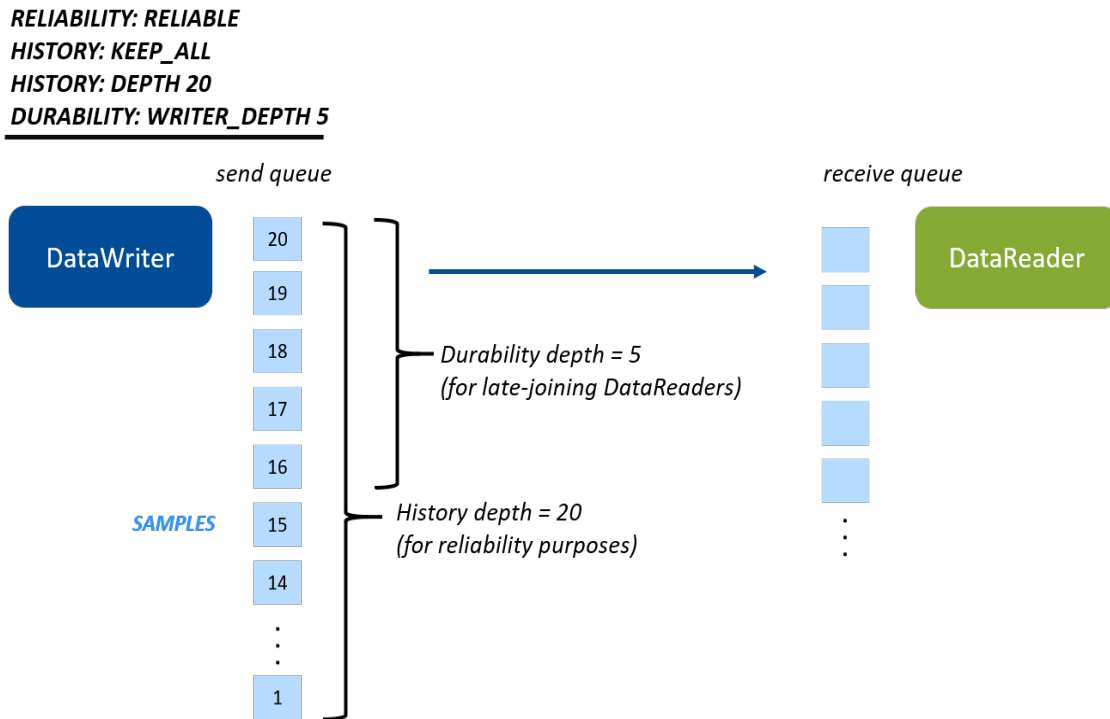 RELIABILITY: RELIABLE
HISTORY: KEEP_ALL
HISTORY: DEPTH 20
DURABILITY: WRITER_DEPTH 5
send queue
receive queue
DataWriter
DataReader
20
19
18
17
16
15
14
1
Durability depth = 5
(for late-joining DataReaders)
History depth = 20
(for reliability purposes)
SAMPLES